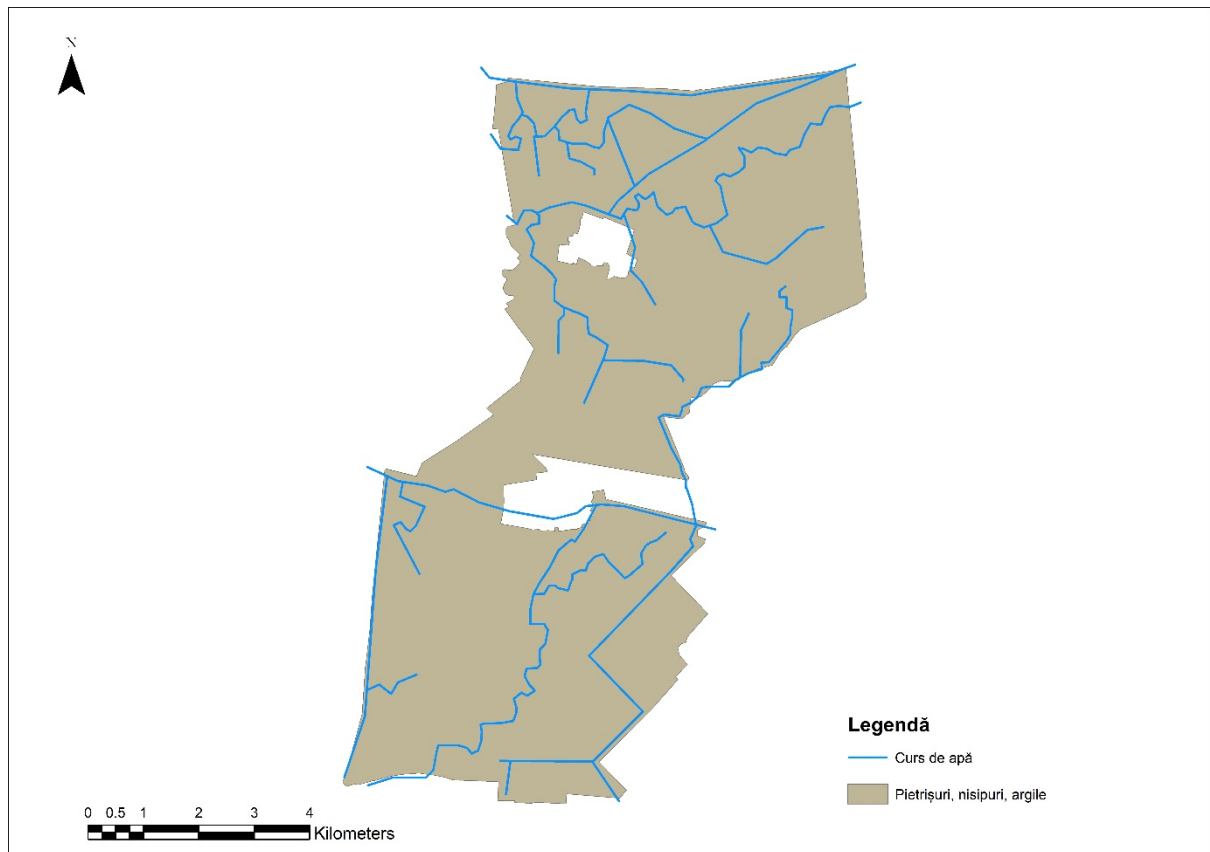 N
Legendă
Curs de apă
Pietrișuri, nisipuri, argile
0 0.5 1 2 3 4
Kilometers